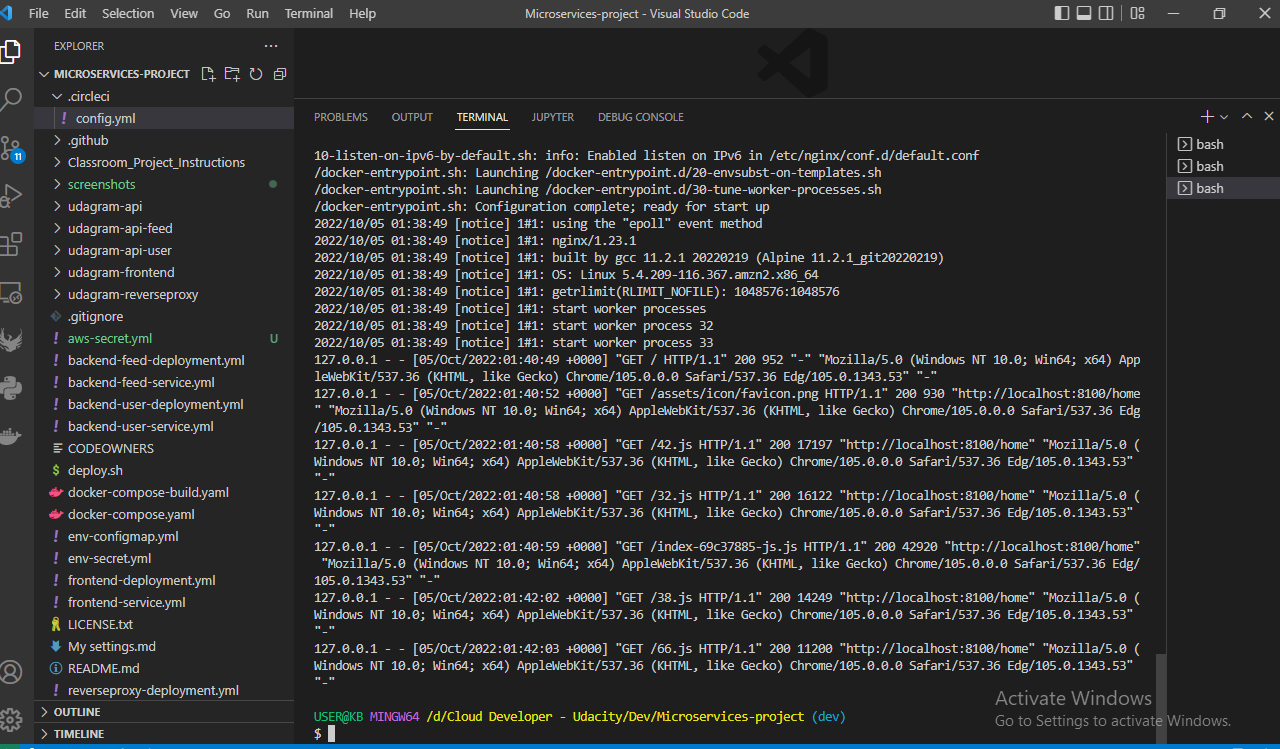 File Edit Selection View Go Run Terminal Help
Microservices-project - Visual Studio Code
EXPLORER
MICROSERVICES-PROJECT
.circleci
! config.yml
.github
Classroom_Project_Instructions
screenshots
udagram-api
udagram-api-feed
udagram-api-user
udagram-frontend
udagram-reverseproxy
.gitignore
! aws-secret.yml U
! backend-feed-deployment.yml
! backend-feed-service.yml
! backend-user-deployment.yml
! backend-user-service.yml
CODEOWNERS
$ deploy.sh
docker-compose-build.yaml
docker-compose.yaml
! env-configmap.yml
! env-secret.yml
! frontend-deployment.yml
! frontend-service.yml
LICENSE.txt
My settings.md
README.md
! reverseproxy-deployment.yml
OUTLINE
TIMELINE
11
PROBLEMS OUTPUT TERMINAL JUPYTER DEBUG CONSOLE
10-listen-on-ipv6-by-default.sh: info: Enabled listen on IPv6 in /etc/nginx/conf.d/default.conf
/docker-entrypoint.sh: Launching /docker-entrypoint.d/20-envsubst-on-templates.sh
/docker-entrypoint.sh: Launching /docker-entrypoint.d/30-tune-worker-processes.sh
/docker-entrypoint.sh: Configuration complete; ready for start up
2022/10/05 01:38:49 [notice] 1#1: using the "epoll" event method
2022/10/05 01:38:49 [notice] 1#1: nginx/1.23.1
2022/10/05 01:38:49 [notice] 1#1: built by gcc 11.2.1 20220219 (Alpine 11.2.1_git20220219)
2022/10/05 01:38:49 [notice] 1#1: OS: Linux 5.4.209-116.367.amzn2.x86_64
2022/10/05 01:38:49 [notice] 1#1: getrlimit(RLIMIT_NOFILE): 1048576:1048576
2022/10/05 01:38:49 [notice] 1#1: start worker processes
2022/10/05 01:38:49 [notice] 1#1: start worker process 32
2022/10/05 01:38:49 [notice] 1#1: start worker process 33
127.0.0.1 - - [05/Oct/2022:01:40:49 +0000] "GET / HTTP/1.1" 200 952 "-" "Mozilla/5.0 (Windows NT 10.0; Win64; x64) App
leWebKit/537.36 (KHTML, like Gecko) Chrome/105.0.0.0 Safari/537.36 Edg/105.0.1343.53" "-"
127.0.0.1 - - [05/Oct/2022:01:40:52 +0000] "GET /assets/icon/favicon.png HTTP/1.1" 200 930 "http://localhost:8100/home
" "Mozilla/5.0 (Windows NT 10.0; Win64; x64) AppleWebKit/537.36 (KHTML, like Gecko) Chrome/105.0.0.0 Safari/537.36 Edg
/105.0.1343.53" "-"
127.0.0.1 - - [05/Oct/2022:01:40:58 +0000] "GET /42.js HTTP/1.1" 200 17197 "http://localhost:8100/home" "Mozilla/5.0 (
Windows NT 10.0; Win64; x64) AppleWebKit/537.36 (KHTML, like Gecko) Chrome/105.0.0.0 Safari/537.36 Edg/105.0.1343.53"
"-"
127.0.0.1 - - [05/Oct/2022:01:40:58 +0000] "GET /32.js HTTP/1.1" 200 16122 "http://localhost:8100/home" "Mozilla/5.0 (
Windows NT 10.0; Win64; x64) AppleWebKit/537.36 (KHTML, like Gecko) Chrome/105.0.0.0 Safari/537.36 Edg/105.0.1343.53"
"-"
127.0.0.1 - - [05/Oct/2022:01:40:59 +0000] "GET /index-69c37885-js.js HTTP/1.1" 200 42920 "http://localhost:8100/home"
"Mozilla/5.0 (Windows NT 10.0; Win64; x64) AppleWebKit/537.36 (KHTML, like Gecko) Chrome/105.0.0.0 Safari/537.36 Edg/
105.0.1343.53" "-"
127.0.0.1 - - [05/Oct/2022:01:42:02 +0000] "GET /38.js HTTP/1.1" 200 14249 "http://localhost:8100/home" "Mozilla/5.0 (
Windows NT 10.0; Win64; x64) AppleWebKit/537.36 (KHTML, like Gecko) Chrome/105.0.0.0 Safari/537.36 Edg/105.0.1343.53"
"-"
127.0.0.1 - - [05/Oct/2022:01:42:03 +0000] "GET /66.js HTTP/1.1" 200 11200 "http://localhost:8100/home" "Mozilla/5.0 (
Windows NT 10.0; Win64; x64) AppleWebKit/537.36 (KHTML, like Gecko) Chrome/105.0.0.0 Safari/537.36 Edg/105.0.1343.53"
"-"
USER@KB MINGW64 /d/Cloud Developer - Udacity/Dev/Microservices-project (dev)
$
bash
bash
bash
Activate Windows
Go to Settings to activate Windows.